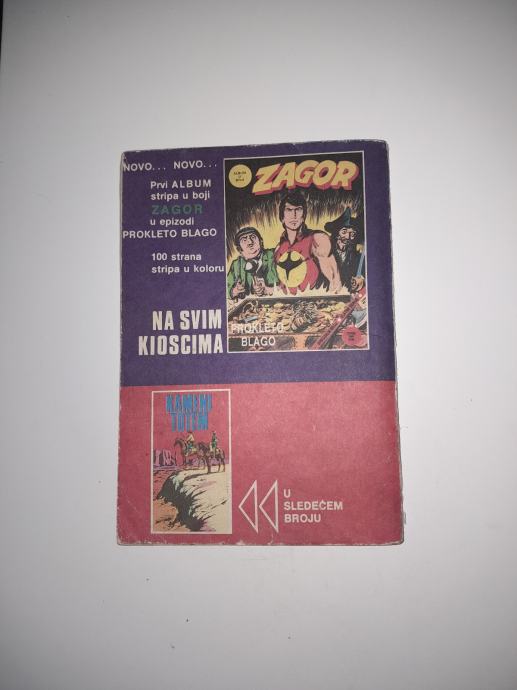 NOVO... NOVO...
Prvi ALBUM
stripa u boji
ZAGOR
u epizodi
PROKLETO BLAGO
100 strana
stripa u koloru
NA SVIM
KIOSCIMA
ZAGOR
PROKLETO
BLAGO
KAMENI
TOTEM
U
SLEDEĆEM
BROJU